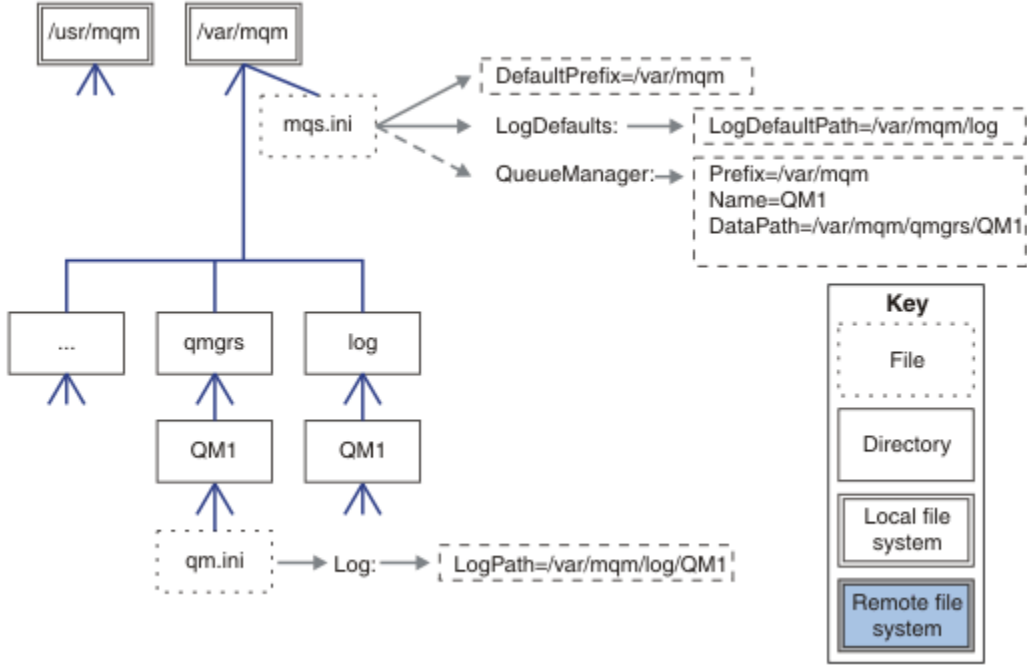 /usr/mqm
/var/mqm
mqs.ini
DefaultPrefix=/var/mqm
LogDefaults:
LogDefaultPath=/var/mqm/log
QueueManager:
Prefix=/var/mqm
Name=QM1
DataPath=/var/mqm/qmgrs/QM1
...
qmgrs
log
QM1
QM1
qm.ini
Log:
LogPath=/var/mqm/log/QM1
Key
File
Directory
Local file
system
Remote file
system